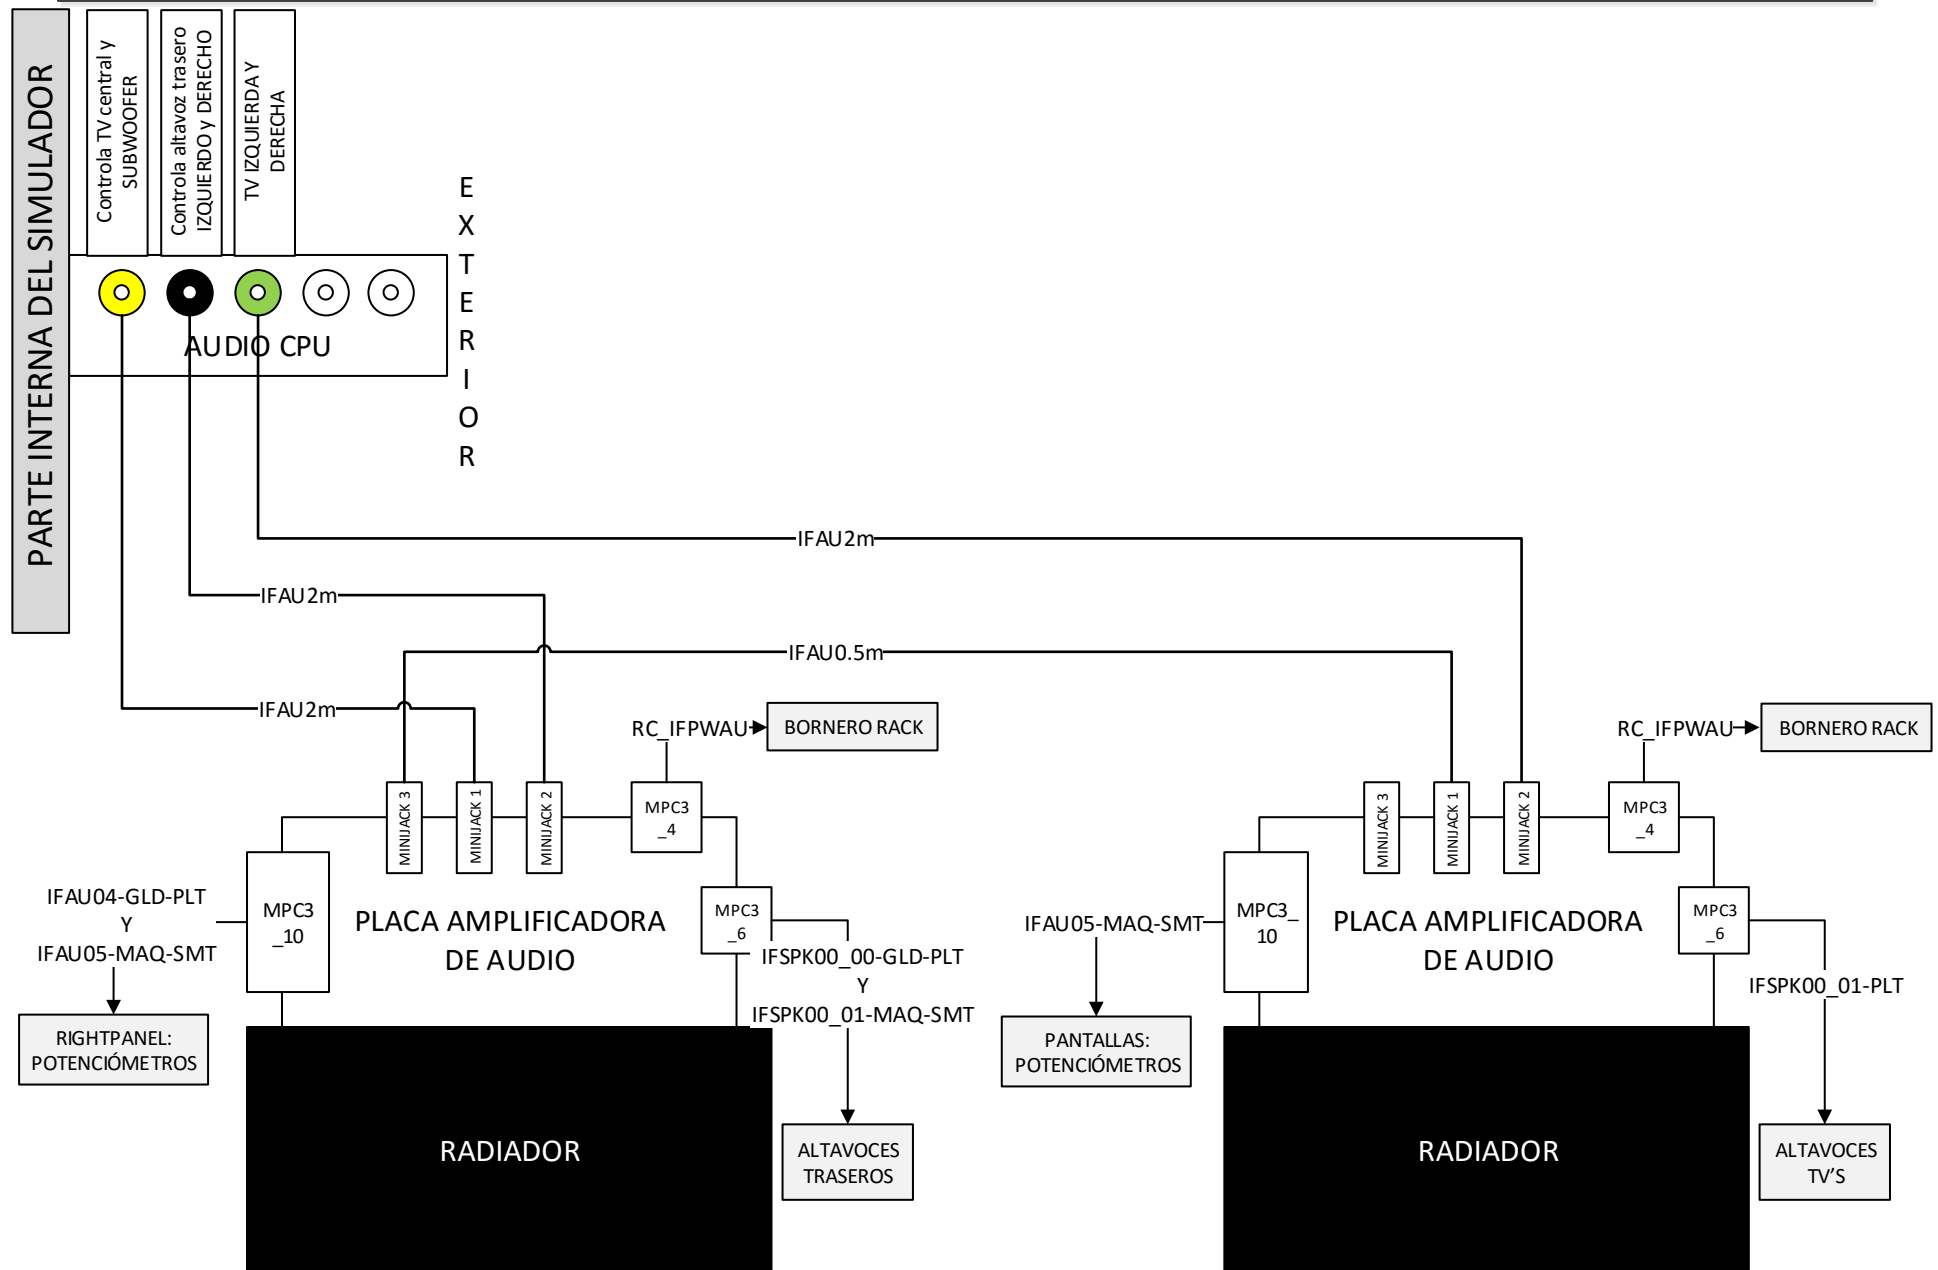 PARTE INTERNA DEL SIMULADOR
Controla TV central y
SUBWOOFER
Controla altavoz trasero
IZQUIERDO y DERECHO
TV IZQUIERDA Y
DERECHA
E
X
T
E
R
I
O
R
AUDIO CPU
IFAU2m
IFAU2m
IFAU0.5m
IFAU2m
RC_IFPWAU
BORNERO RACK
RC_IFPWAU
BORNERO RACK
MINIJACK 3
MINIJACK 1
MINIJACK 2
MPC3
_4
MINIJACK 3
MINIJACK 1
MINIJACK 2
MPC3
_4
IFAU04-GLD-PLT
Y
IFAU05-MAQ-SMT
MPC3
_10
PLACA AMPLIFICADORA
DE AUDIO
MPC3
_6
IFSPK00_00-GLD-PLT
Y
IFSPK00_01-MAQ-SMT
IFAU05-MAQ-SMT
MPC3_
10
PLACA AMPLIFICADORA
DE AUDIO
MPC3
_6
IFSPK00_01-PLT
RIGHTPANEL:
POTENCIÓMETROS
PANTALLAS:
POTENCIÓMETROS
RADIADOR
ALTAVOCES
TRASEROS
RADIADOR
ALTAVOCES
TV'S